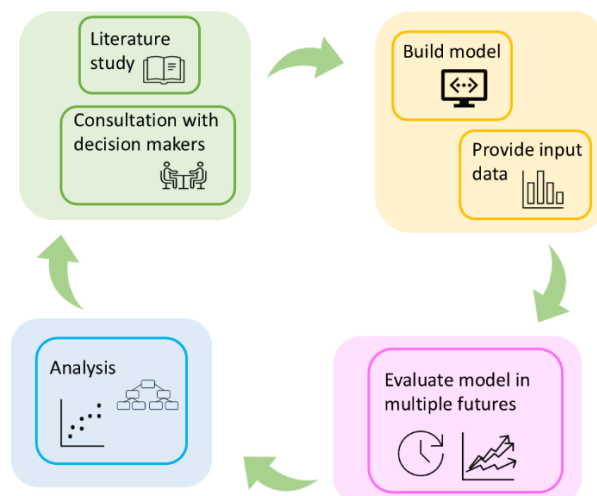 Literature
study
Consultation with
decision makers
Build model
Provide input
data
Evaluate model in
multiple futures
Analysis